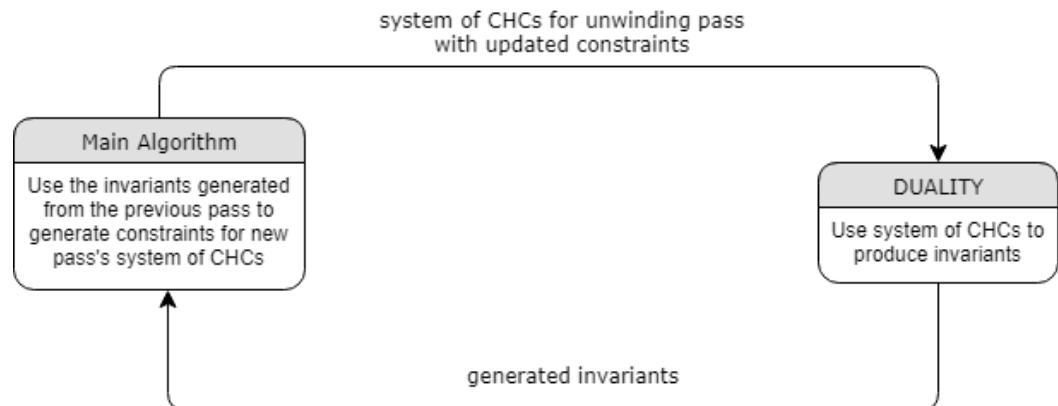 system of CHCs for unwinding pass
with updated constraints
Main Algorithm
Use the invariants generated
from the previous pass to
generate constraints for new
pass's system of CHCs
DUALITY
Use system of CHCs to
produce invariants
generated invariants